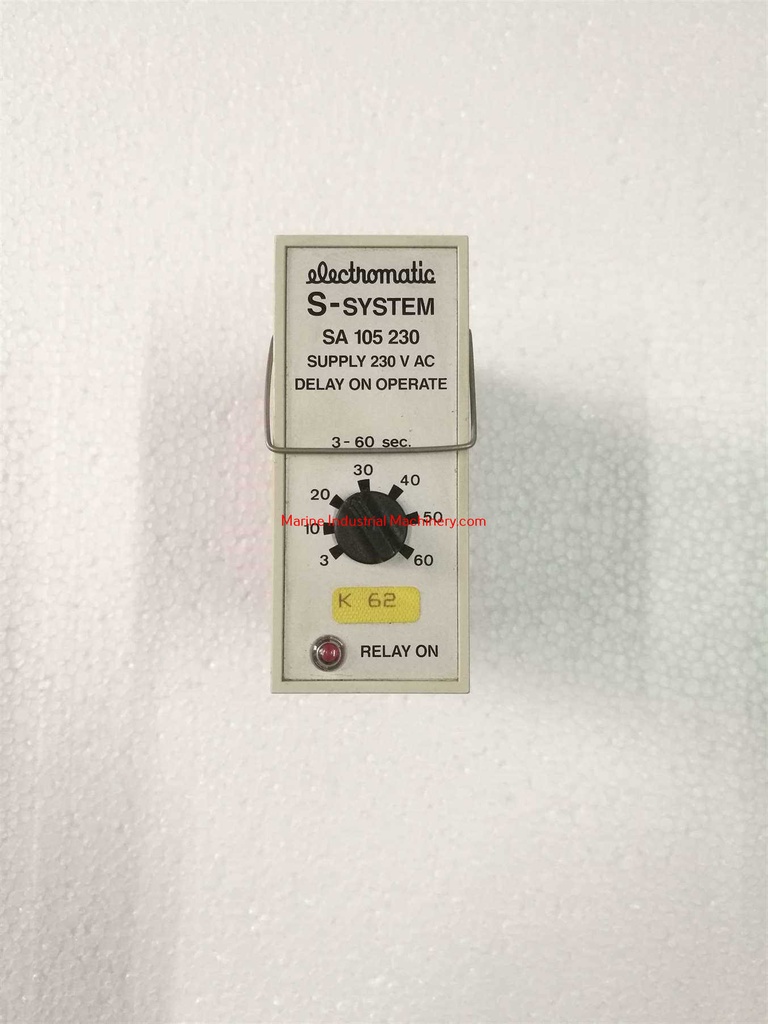 electromatic
S-SYSTEM
SA 105 230
SUPPLY 230 V AC
DELAY ON OPERATE
3-60 sec.
30
20 40
Marine Industrial Machinery.com
10 50
3 60
K 62
RELAY ON